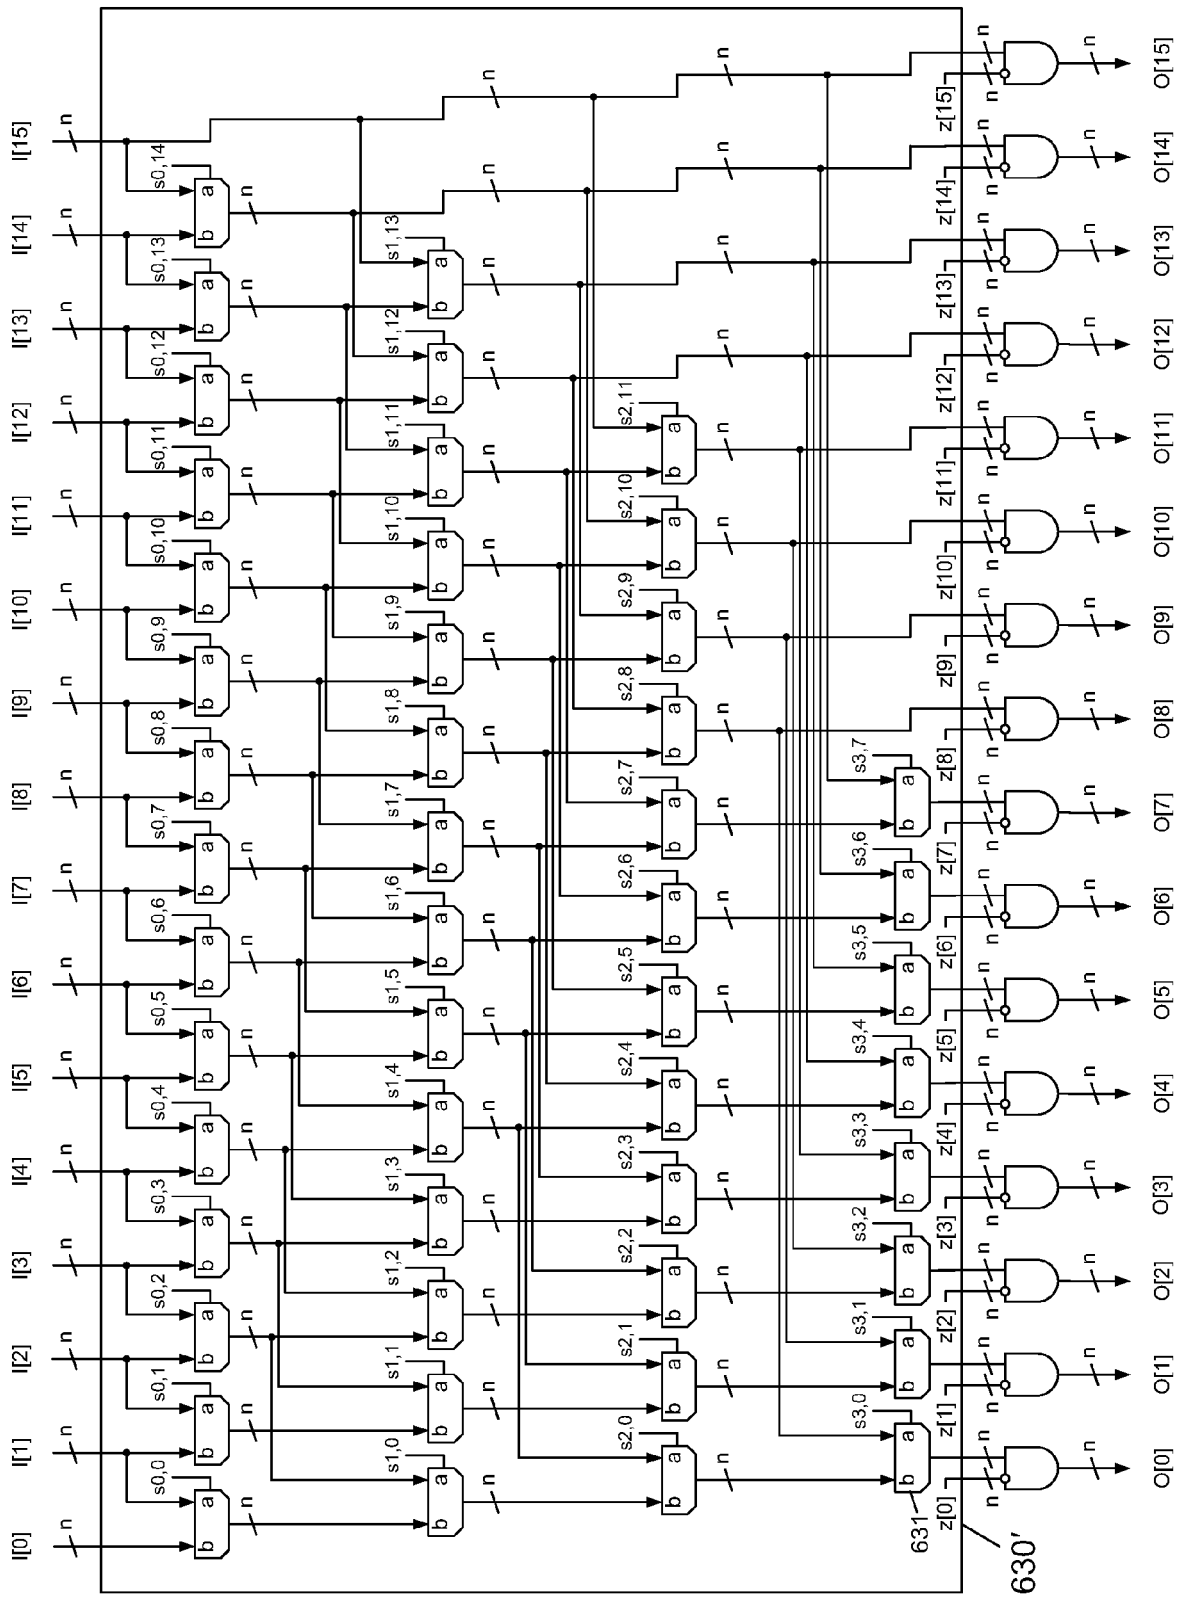 I[0] I[1] I[2] I[3] I[4] I[5] I[6] I[7] I[8] I[9] I[10] I[11] I[12] I[13] I[14] I[15]
n n n n n n n n n n n n n n n n
s0,0 s0,1 s0,2 s0,3 s0,4 s0,5 s0,6 s0,7 s0,8 s0,9 s0,10 s0,11 s0,12 s0,13 s0,14
b a b a b a b a b a b a b a b a b a b a b a b a b a b a b a
n n n n n n n n n n n n n n n
s1,0 s1,1 s1,2 s1,3 s1,4 s1,5 s1,6 s1,7 s1,8 s1,9 s1,10 s1,11 s1,12 s1,13
b a b a b a b a b a b a b a b a b a b a b a b a b a b a
n n n n n n n n n n n n n n n n
s2,0 s2,1 s2,2 s2,3 s2,4 s2,5 s2,6 s2,7 s2,8 s2,9 s2,10 s2,11
b a b a b a b a b a b a b a b a b a b a b a b a
n n n n n n n n n n n n n n n n
s3,0 s3,1 s3,2 s3,3 s3,4 s3,5 s3,6 s3,7
b a b a b a b a b a b a b a b a
631
z[0] z[1] z[2] z[3] z[4] z[5] z[6] z[7] z[8] z[9] z[10] z[11] z[12] z[13] z[14] z[15]
n n n n n n n n n n n n n n n n
n n n n n n n n n n n n n n n n
630'
n n n n n n n n n n n n n n n n
O[0] O[1] O[2] O[3] O[4] O[5] O[6] O[7] O[8] O[9] O[10] O[11] O[12] O[13] O[14] O[15]